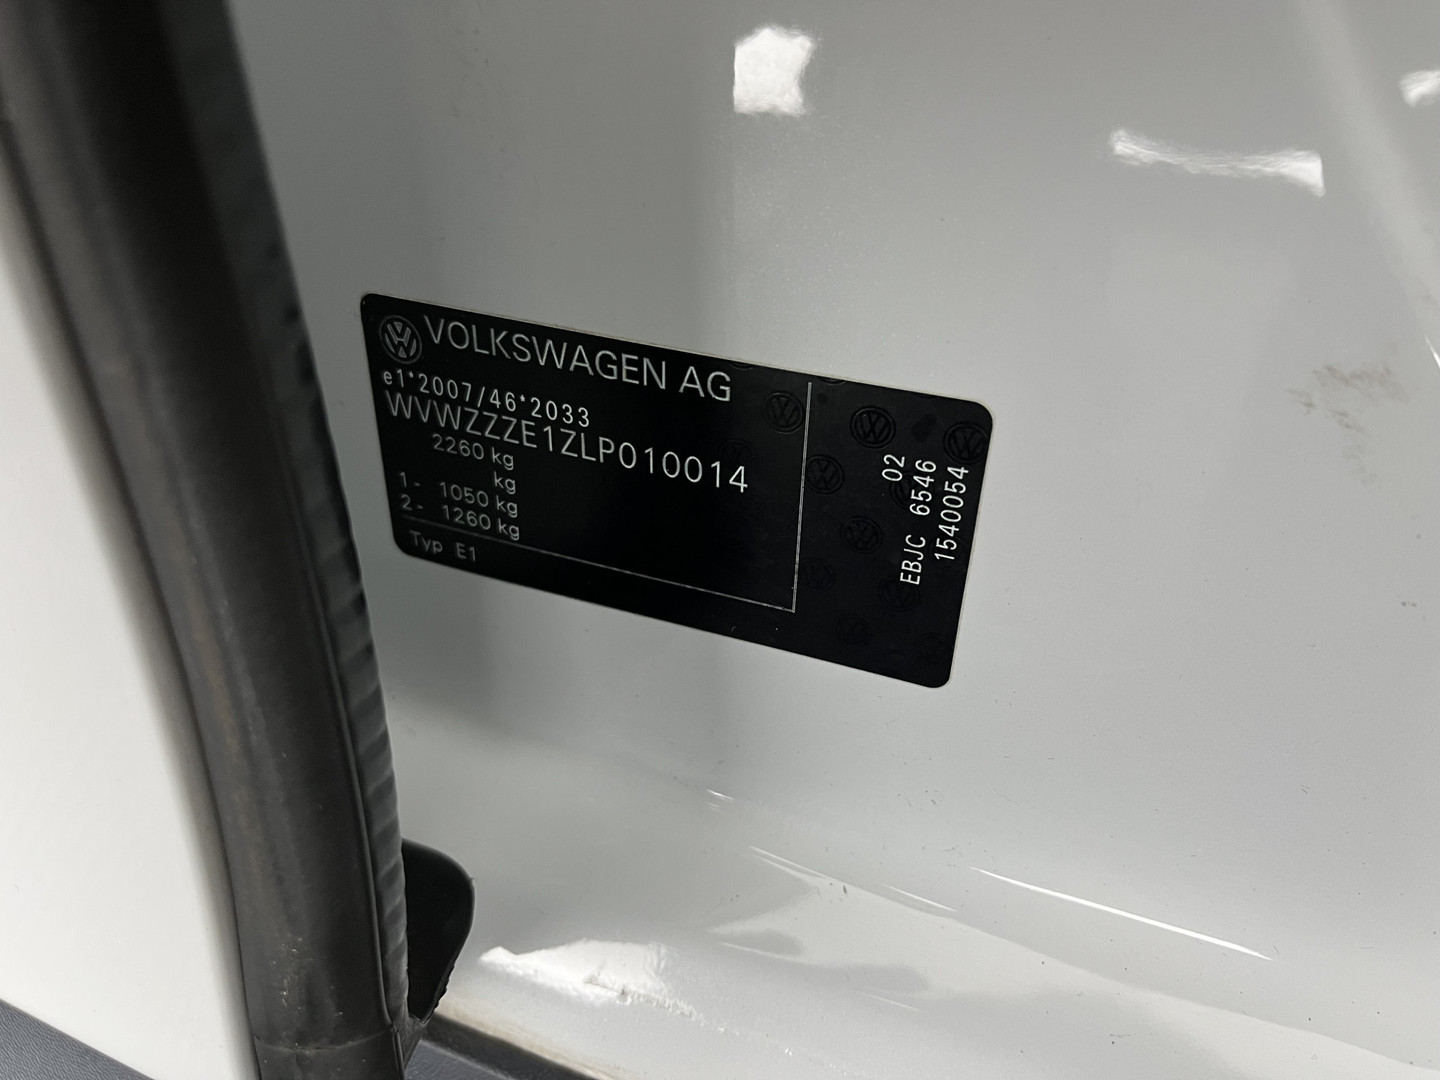 VOLKSWAGEN AG
e1*2007/46*2033
WVWZZZE1ZLP010014
2260 kg
kg
1- 1050 kg
2- 1260 kg
Typ E1
02
EBJC 6546
1540054